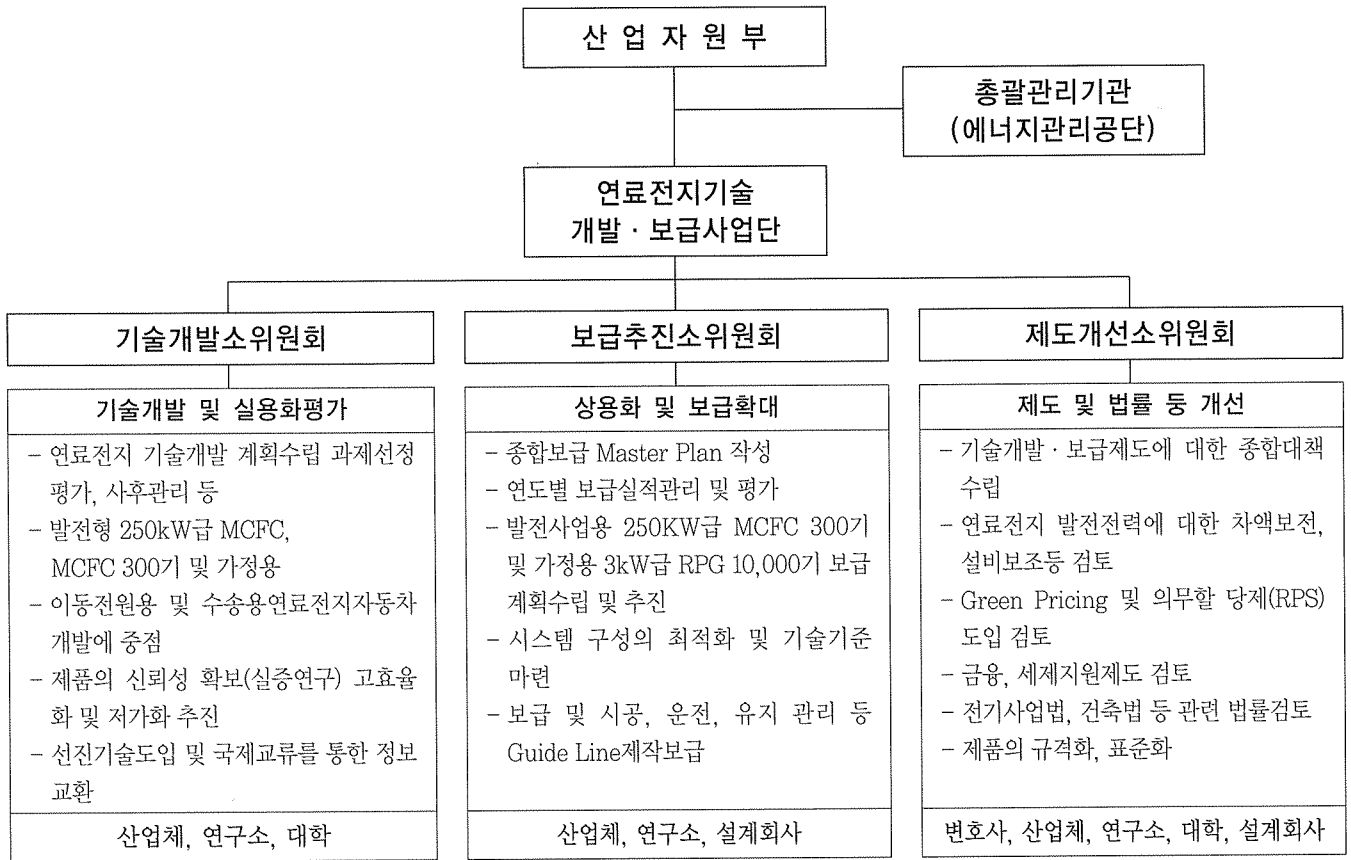 산 업 자 원 부
총괄관리기관
(에너지관리공단)
연료전지기술
개발 · 보급사업단
기술개발소위원회
기술개발 및 실용화평가
– 연료전지 기술개발 계획수립 과제선정
평가, 사후관리 등
– 발전형 250kW급 MCFC,
MCFC 300기 및 가정용
– 이동전원용 및 수송용연료전지자동차
개발에 중점
– 제품의 신뢰성 확보(실증연구) 고효율
화 및 저가화 추진
– 선진기술도입 및 국제교류를 통한 정보
교환
산업체, 연구소, 대학
보급추진소위원회
상용화 및 보급확대
– 종합보급 Master Plan 작성
– 연도별 보급실적관리 및 평가
– 발전사업용 250KW급 MCFC 300기
및 가정용 3kW급 RPG 10,000기 보급
계획수립 및 추진
– 시스템 구성의 최적화 및 기술기준
마련
– 보급 및 시공, 운전, 유지 관리 등
Guide Line제작보급
산업체, 연구소, 설계회사
제도개선소위원회
제도 및 법률 등 개선
– 기술개발 · 보급제도에 대한 종합대책
수립
– 연료전지 발전전력에 대한 차액보전,
설비보조등 검토
– Green Pricing 및 의무할 당제(RPS)
도입 검토
– 금융, 세제지원제도 검토
– 전기사업법, 건축법 등 관련 법률검토
– 제품의 규격화, 표준화
변호사, 산업체, 연구소, 대학, 설계회사